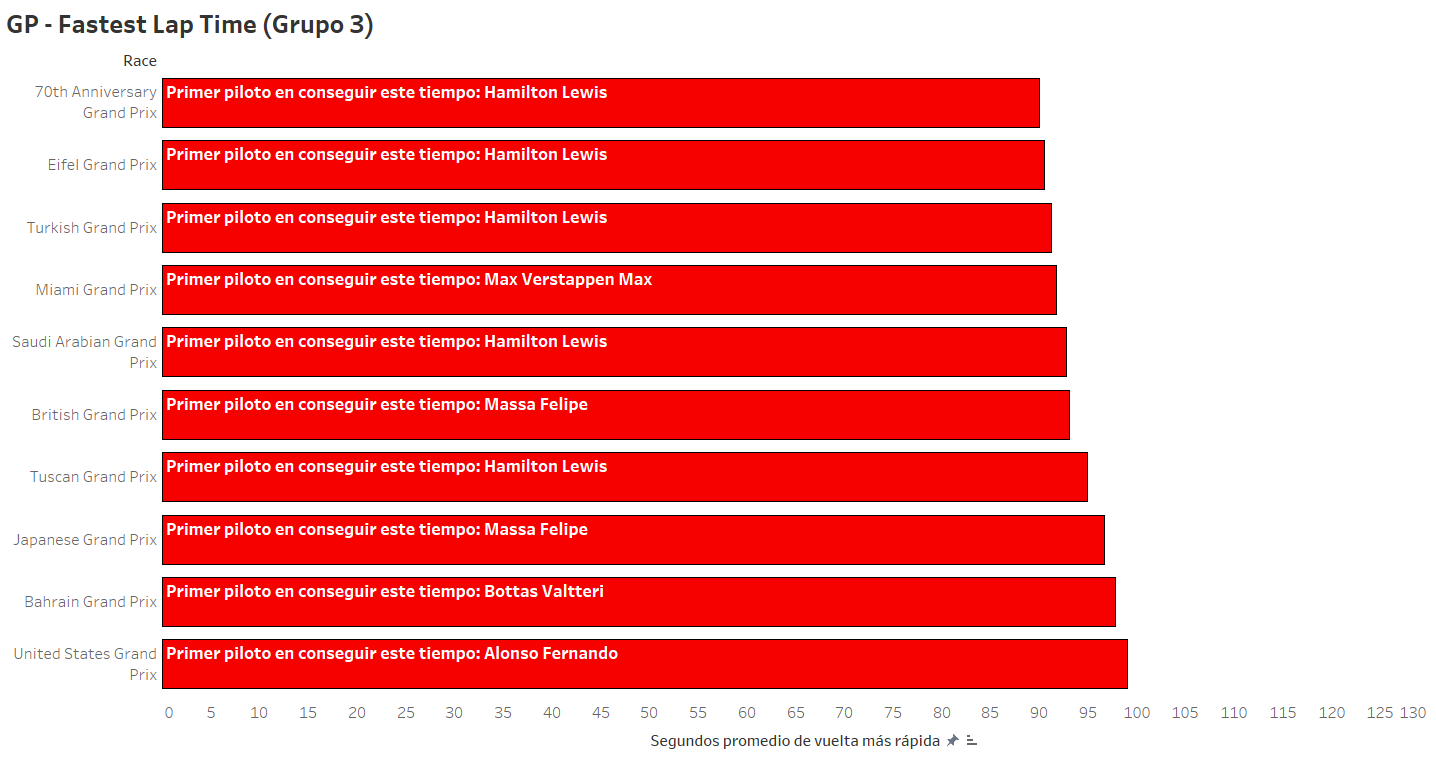 GP - Fastest Lap Time (Grupo 3)
Race
70th Anniversary
Grand Prix
Primer piloto en conseguir este tiempo: Hamilton Lewis
Eifel Grand Prix
Primer piloto en conseguir este tiempo: Hamilton Lewis
Turkish Grand Prix
Primer piloto en conseguir este tiempo: Hamilton Lewis
Miami Grand Prix
Primer piloto en conseguir este tiempo: Max Verstappen Max
Saudi Arabian Grand
Prix
Primer piloto en conseguir este tiempo: Hamilton Lewis
British Grand Prix
Primer piloto en conseguir este tiempo: Massa Felipe
Tuscan Grand Prix
Primer piloto en conseguir este tiempo: Hamilton Lewis
Japanese Grand Prix
Primer piloto en conseguir este tiempo: Massa Felipe
Bahrain Grand Prix
Primer piloto en conseguir este tiempo: Bottas Valtteri
United States Grand
Prix
Primer piloto en conseguir este tiempo: Alonso Fernando
0 5 10 15 20 25 30 35 40 45 50 55 60 65 70 75 80 85 90 95 100 105 110 115 120 125 130
Segundos promedio de vuelta más rápida